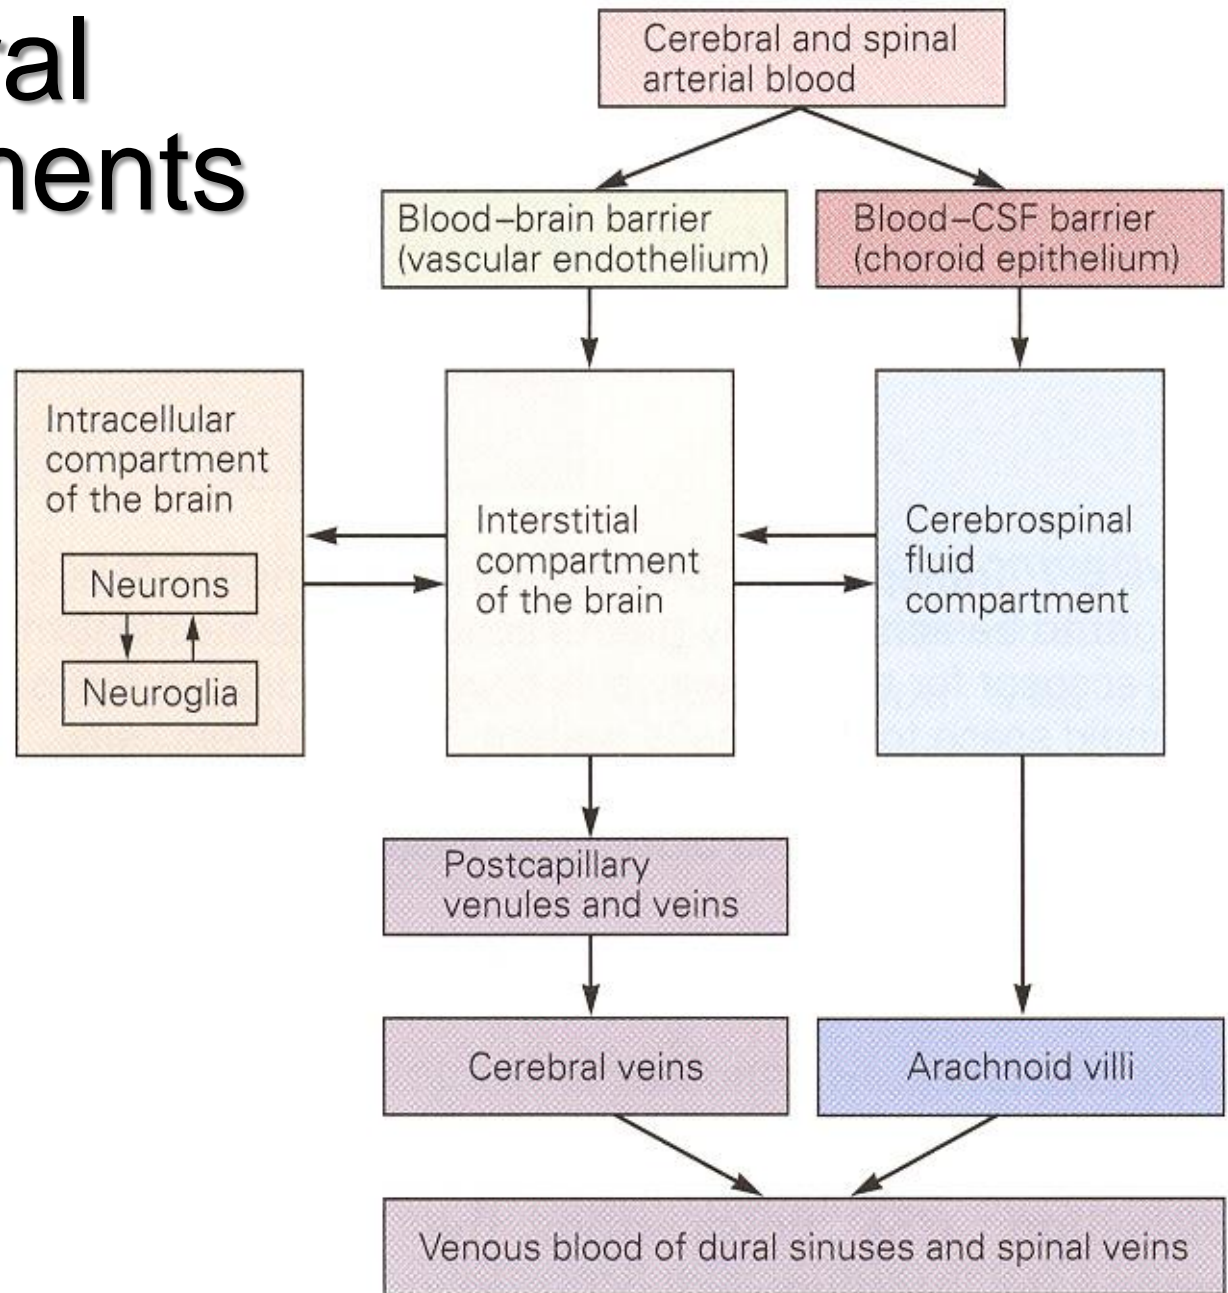 ral
nents
Cerebral and spinal
arterial blood
Blood–brain barrier
(vascular endothelium)
Blood–CSF barrier
(choroid epithelium)
Intracellular
compartment
of the brain
Neurons
Neuroglia
Interstitial
compartment
of the brain
Cerebrospinal
fluid
compartment
Postcapillary
venules and veins
Cerebral veins
Arachnoid villi
Venous blood of dural sinuses and spinal veins